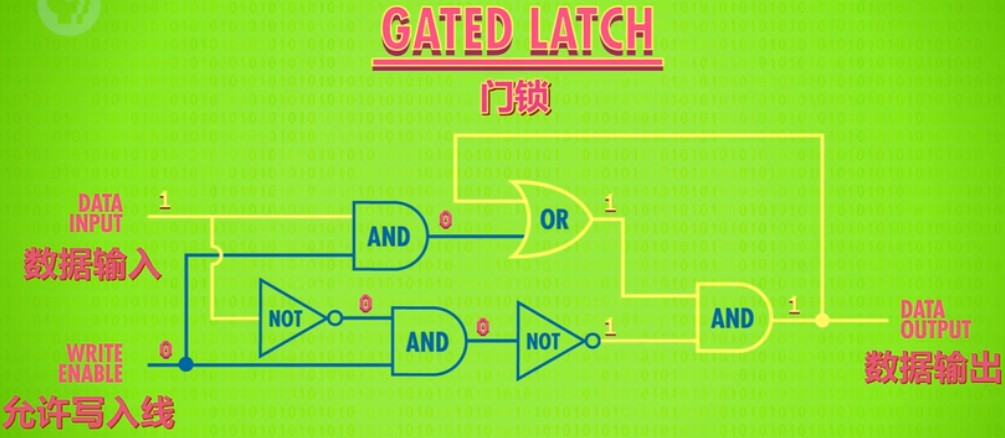 GATED LATCH
门锁
DATA
INPUT
1
数据输入
AND
0
OR
1
NOT
0
AND
0
NOT
1
AND
1
DATA
OUTPUT
数据输出
WRITE
ENABLE
0
允许写入线